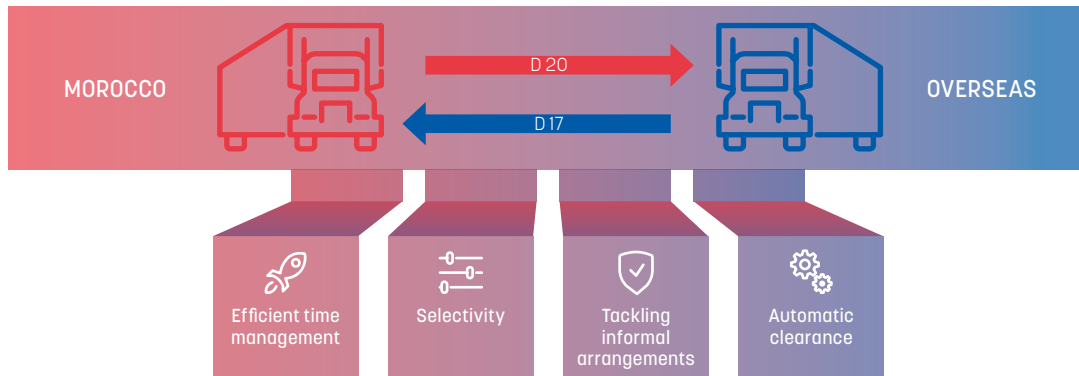 MOROCCO
D 20
D 17
OVERSEAS
Efficient time
management
Selectivity
Tackling
informal
arrangements
Automatic
clearance